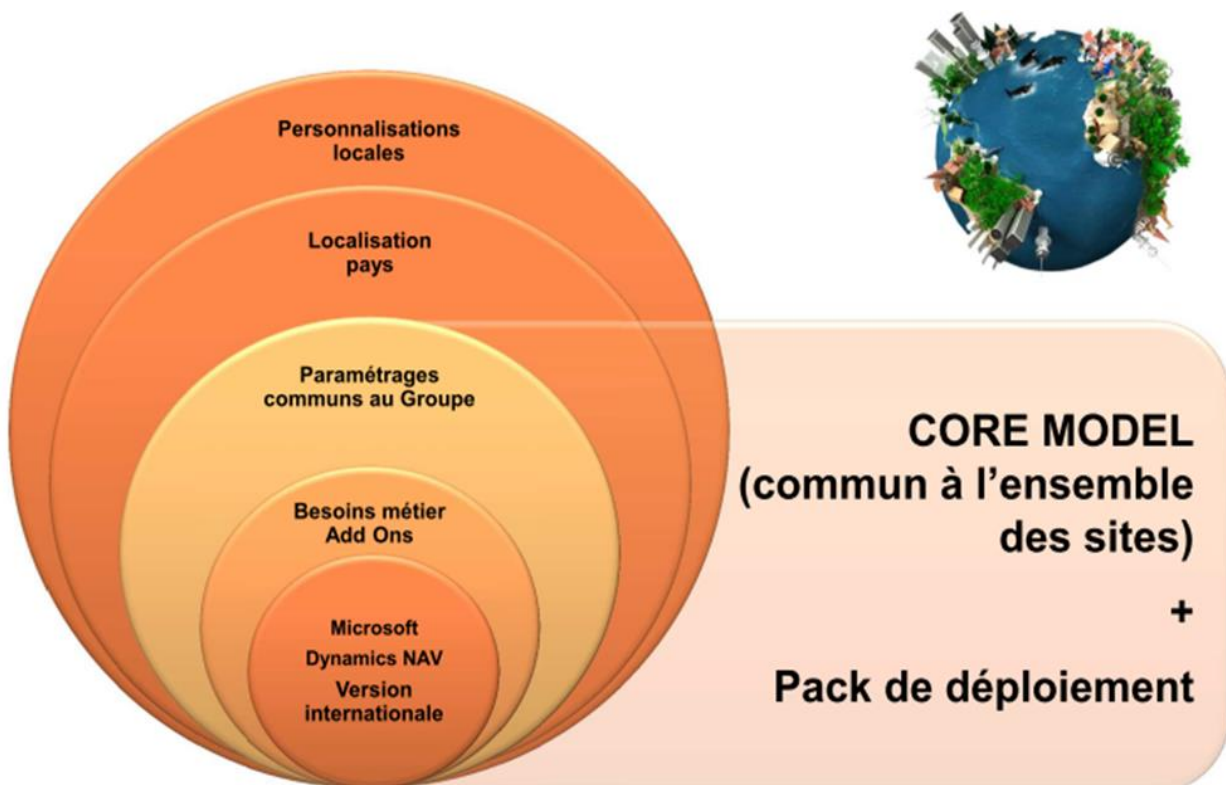 Personnalisations
locales
Localisation
pays
Paramétrages
communs au Groupe
Besoins métier
Add Ons
Microsoft
Dynamics NAV
Version
internationale
CORE MODEL
(commun à l'ensemble
des sites)
+
Pack de déploiement